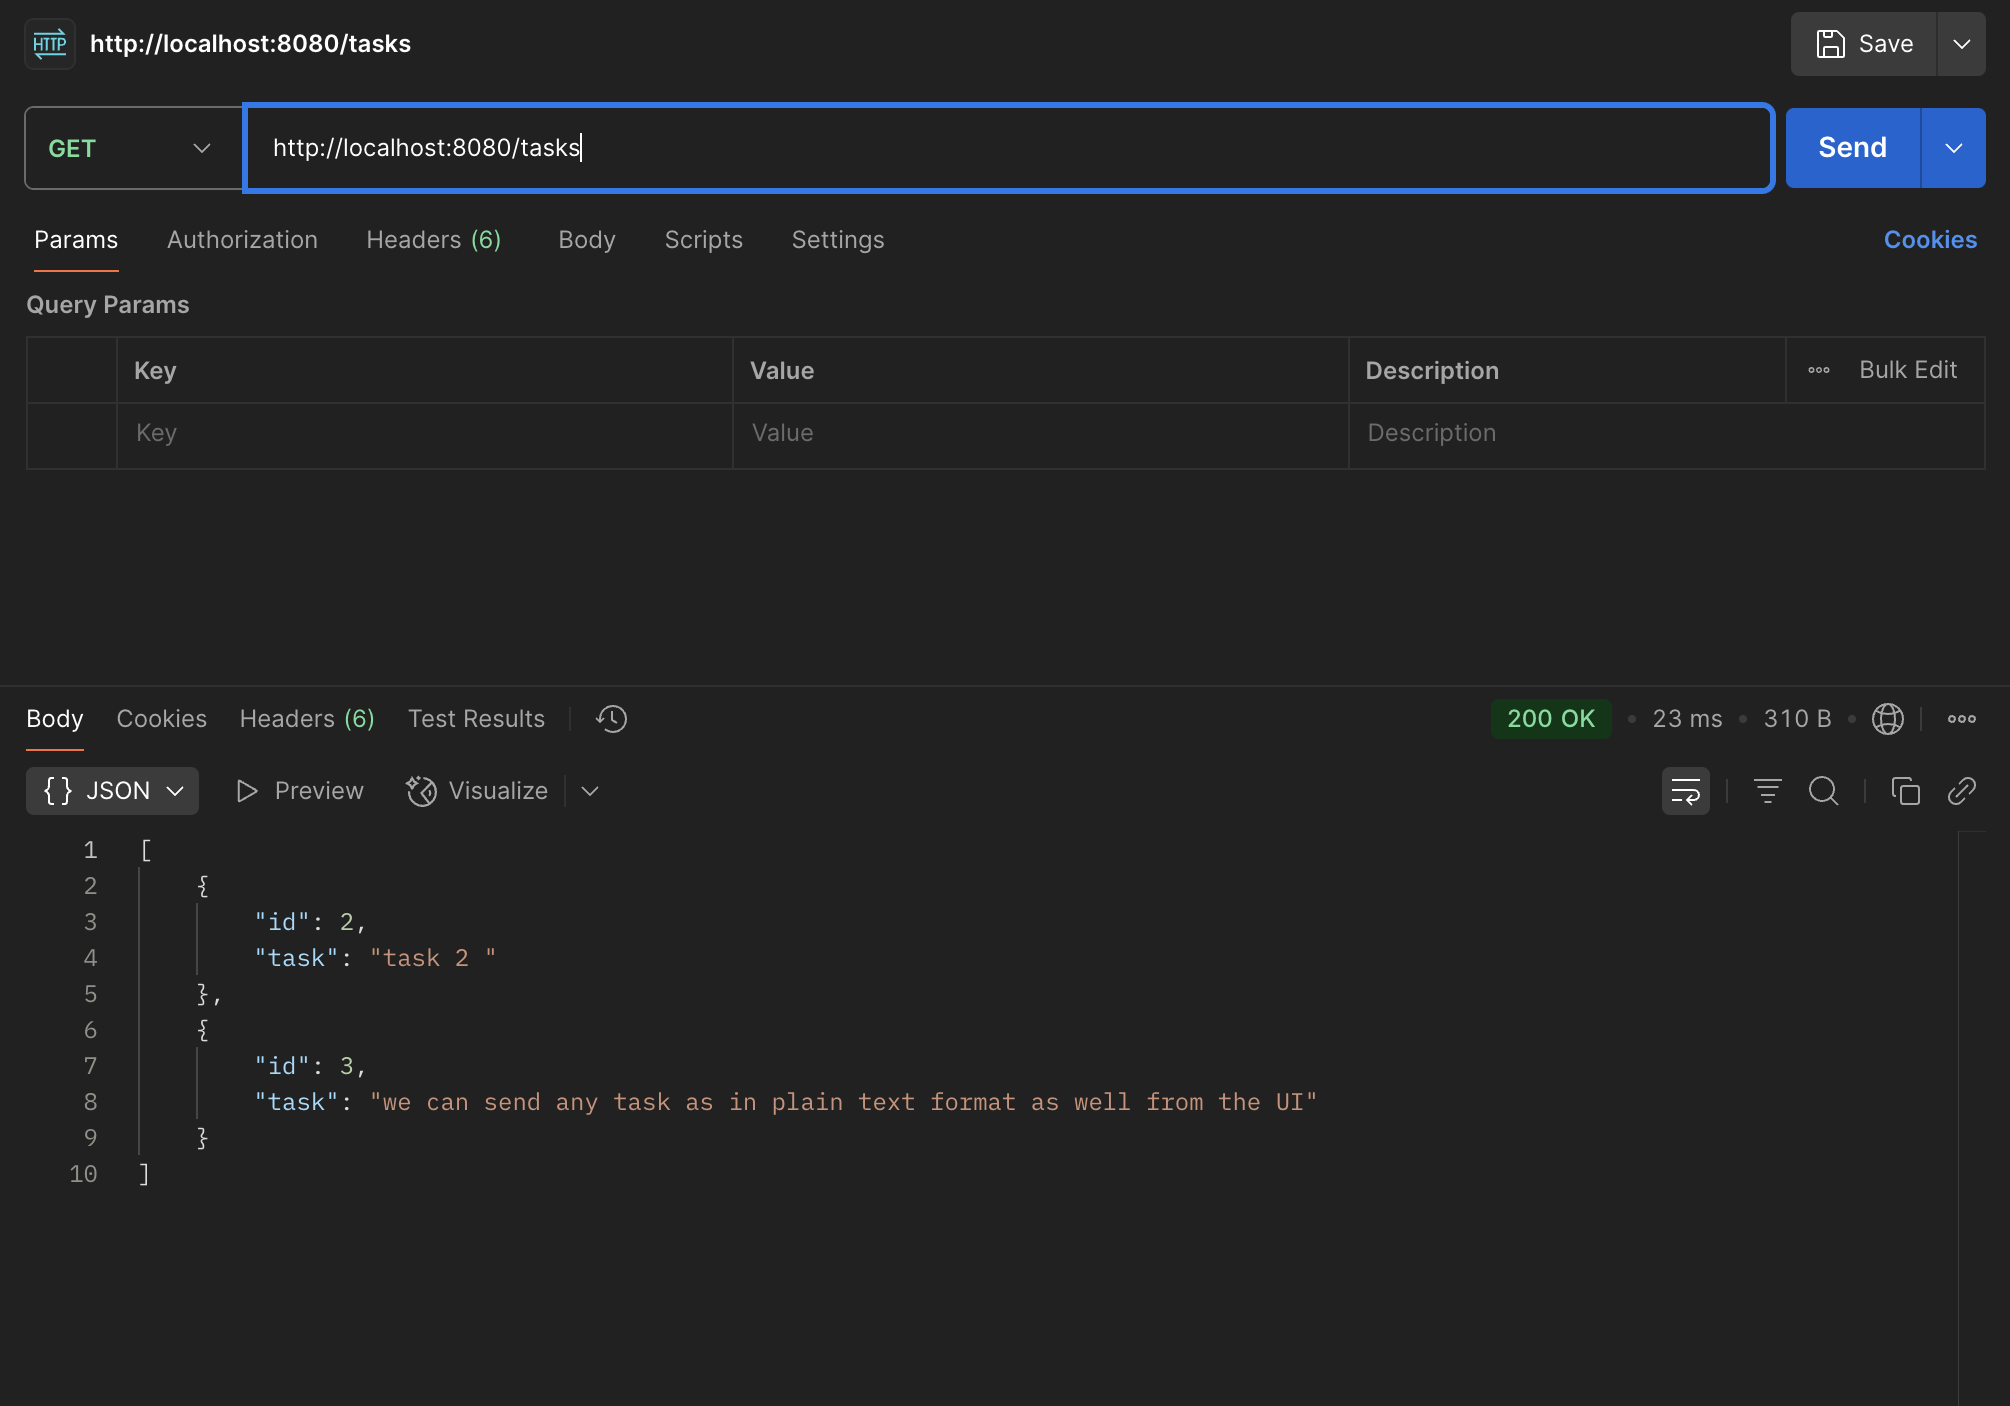 HTTP http://localhost:8080/tasks Save
GET http://localhost:8080/tasks Send
Params Authorization Headers (6) Body Scripts Settings Cookies
Query Params
Key Value Description Bulk Edit
Key Value Description
Body Cookies Headers (6) Test Results 200 OK • 23 ms • 310 B •
{} JSON Preview Visualize
1 [
2 {
3 "id": 2,
4 "task": "task 2 "
5 },
6 {
7 "id": 3,
8 "task": "we can send any task as in plain text format as well from the UI"
9 }
10 ]